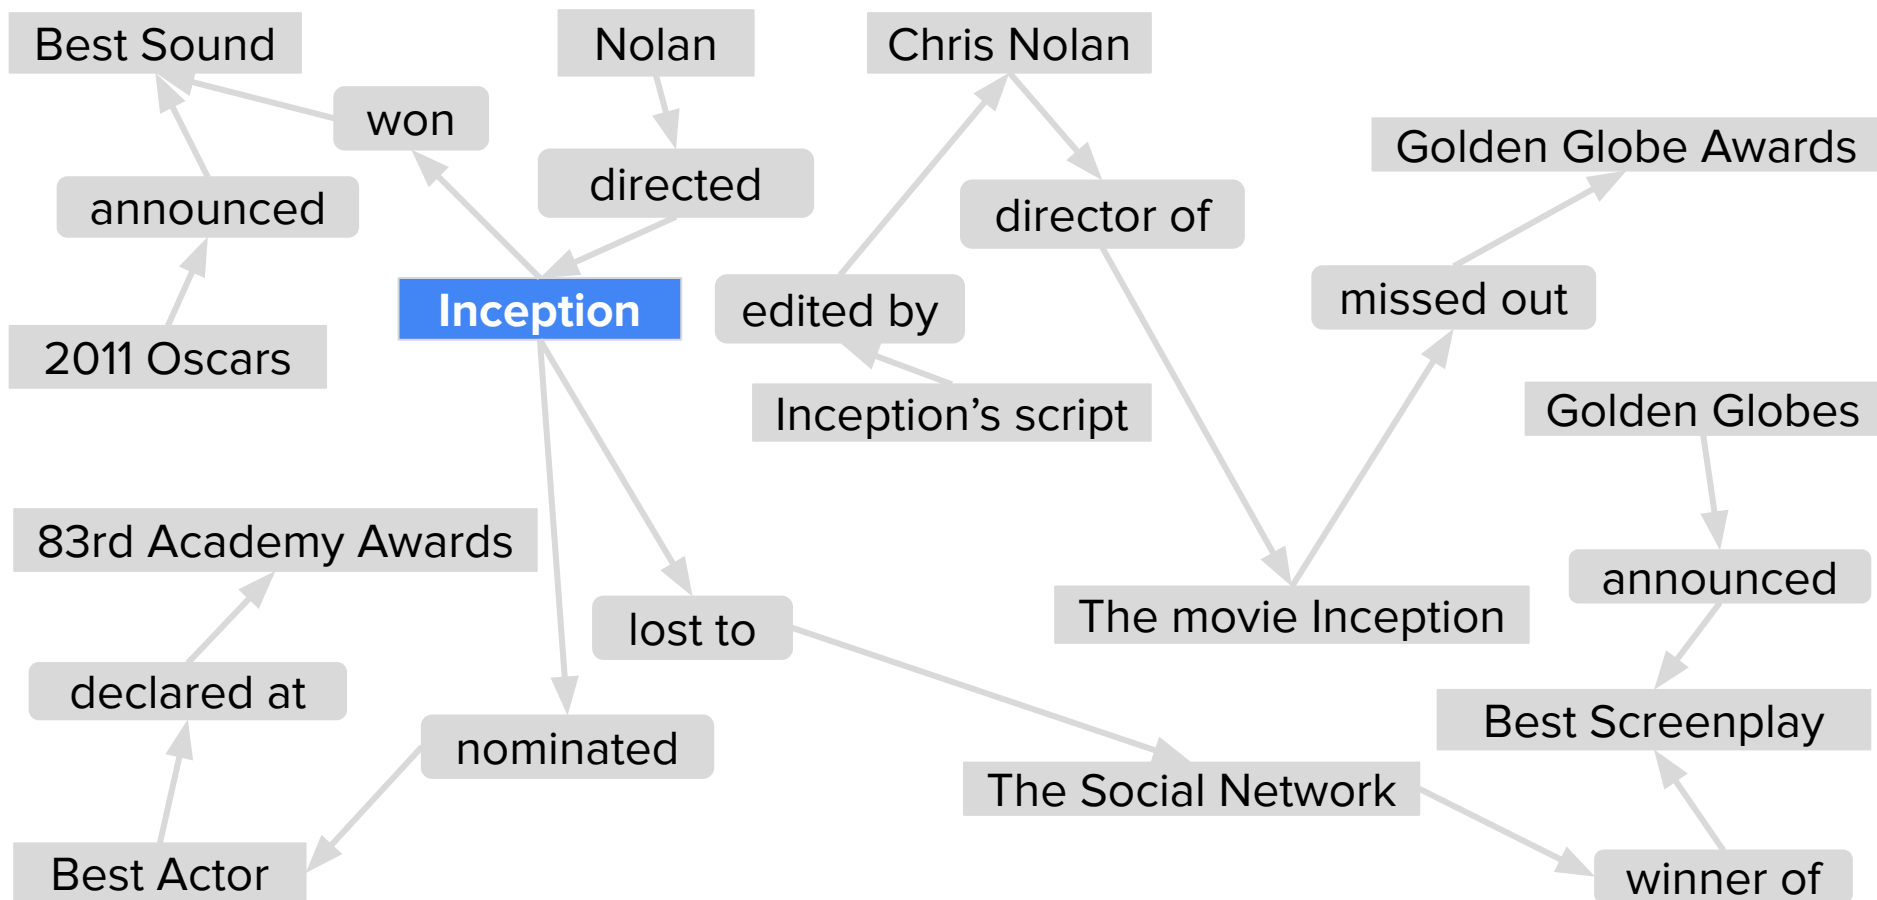 Best Sound
Nolan
Chris Nolan
won
Golden Globe Awards
directed
announced
director of
missed out
Inception
edited by
2011 Oscars
Inception’s script
Golden Globes
83rd Academy Awards
announced
The movie Inception
lost to
declared at
Best Screenplay
nominated
The Social Network
Best Actor
winner of